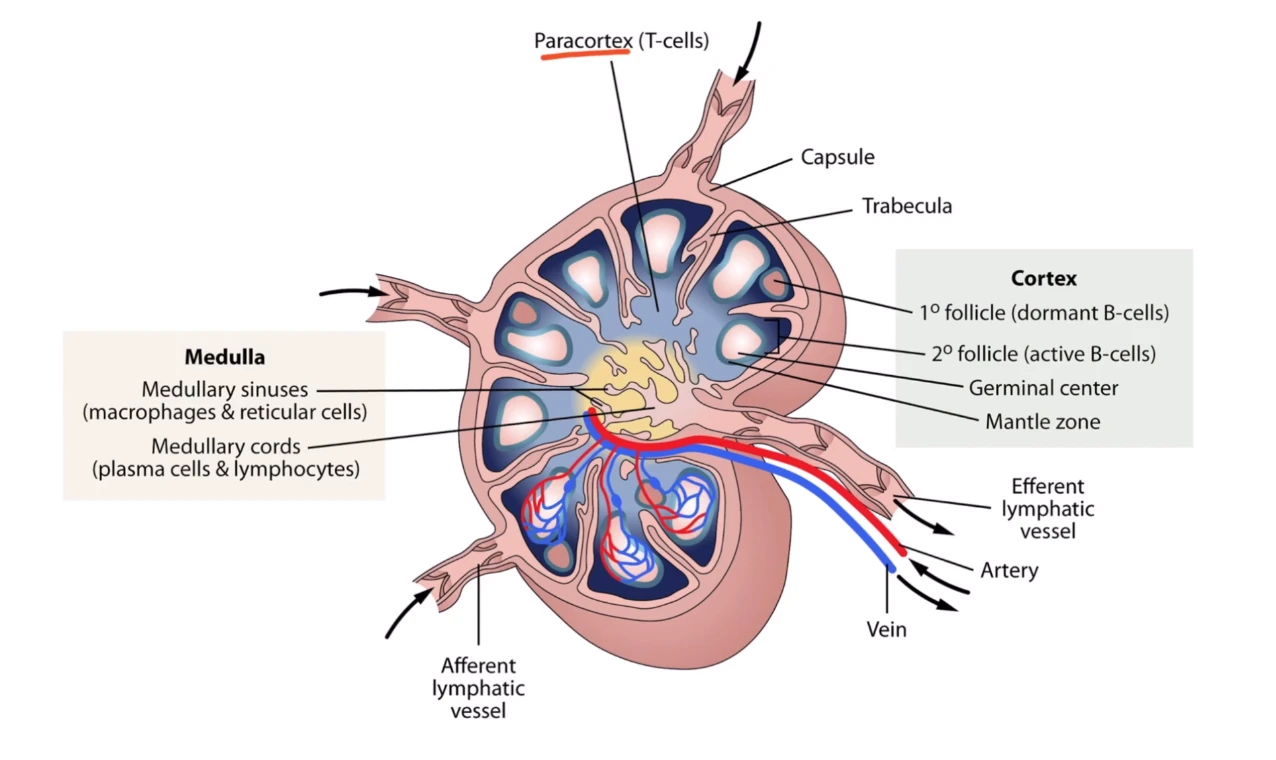 Paracortex (T-cells)
Capsule
Trabecula
Cortex
1º follicle (dormant B-cells)
2º follicle (active B-cells)
Germinal center
Mantle zone
Medulla
Medullary sinuses
(macrophages & reticular cells)
Medullary cords
(plasma cells & lymphocytes)
Efferent
lymphatic
vessel
Artery
Vein
Afferent
lymphatic
vessel